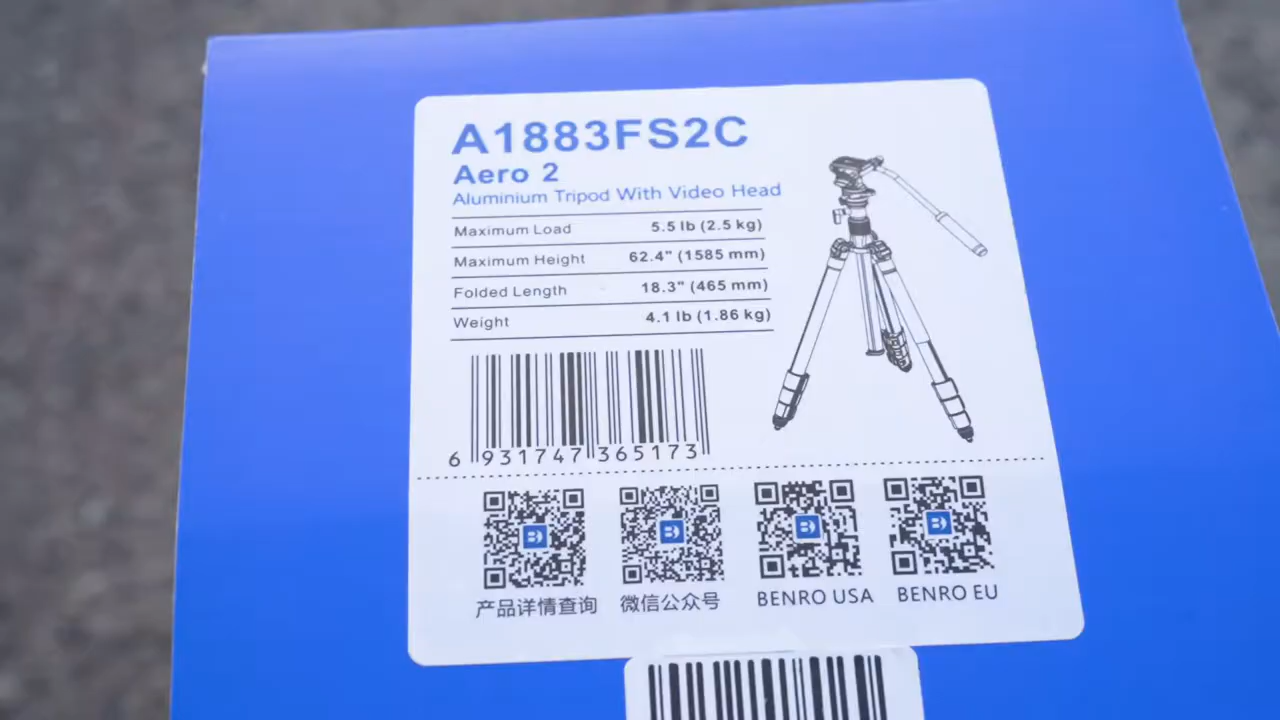 A1883FS2C
Aero 2
Aluminium Tripod With Video Head
Maximum Load 5.5 lb (2.5 kg)
Maximum Height 62.4" (1585 mm)
Folded Length 18.3" (465 mm)
Weight 4.1 lb (1.86 kg)
6 931747 365173
产品详情查询 微信公众号 BENRO USA BENRO EU